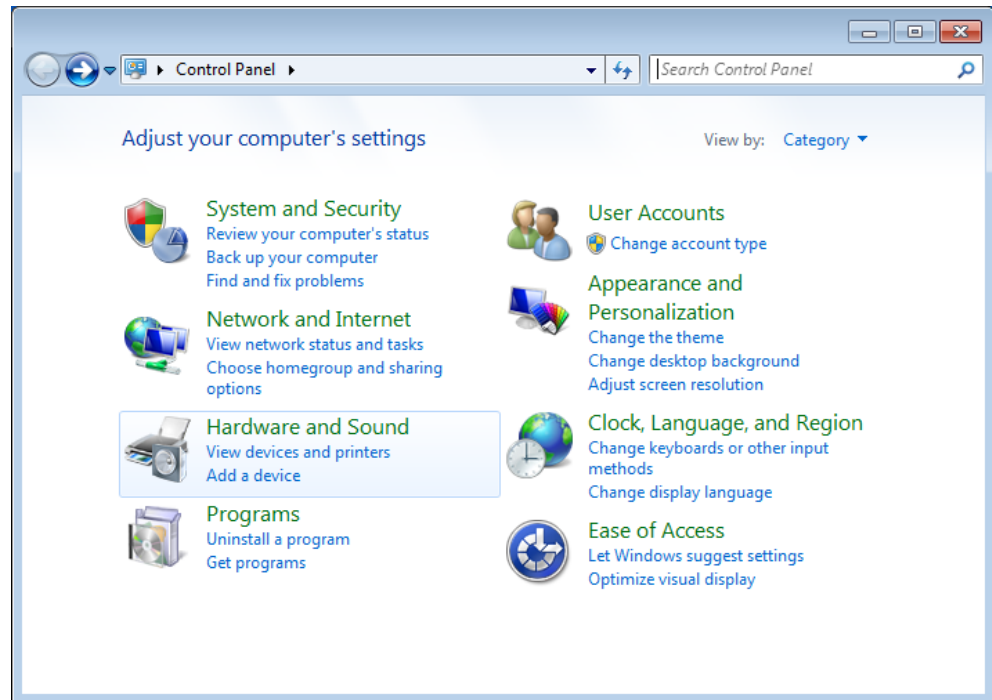 Control Panel
Search Control Panel
Adjust your computer's settings
View by: Category
System and Security
Review your computer's status
Back up your computer
Find and fix problems
Network and Internet
View network status and tasks
Choose homegroup and sharing
options
Hardware and Sound
View devices and printers
Add a device
Programs
Uninstall a program
Get programs
User Accounts
Change account type
Appearance and
Personalization
Change the theme
Change desktop background
Adjust screen resolution
Clock, Language, and Region
Change keyboards or other input
methods
Change display language
Ease of Access
Let Windows suggest settings
Optimize visual display